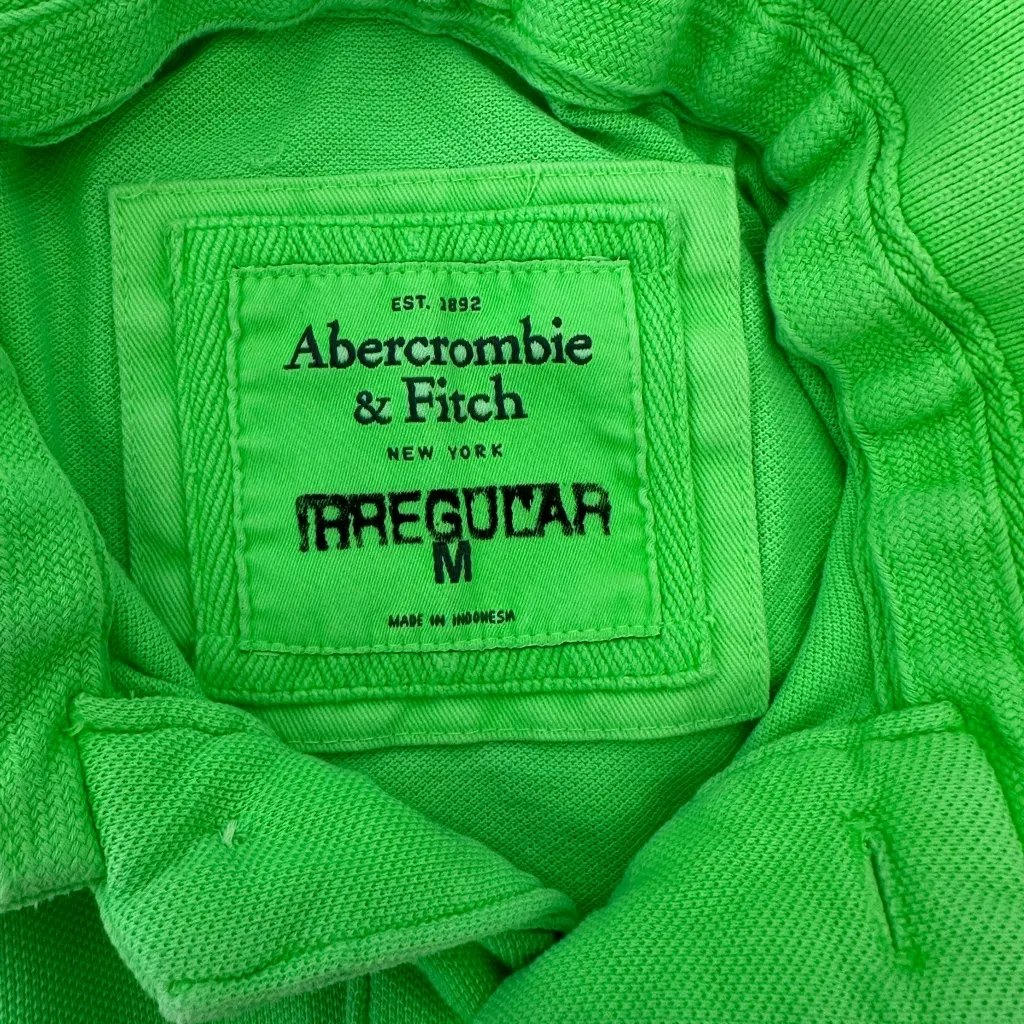 EST. 1892
Abercrombie
& Fitch
NEW YORK
IRREGULAR
M
MADE IN INDONESIA